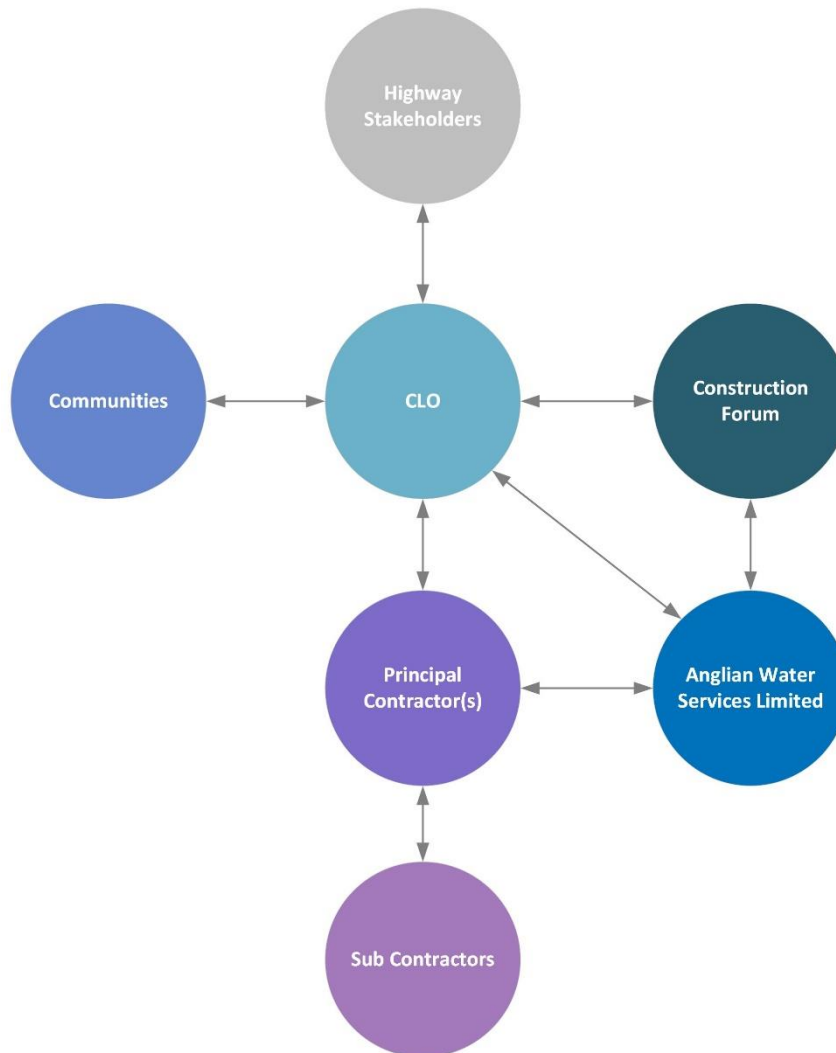 Highway
Stakeholders
Communities
CLO
Construction
Forum
Principal
Contractor(s)
Anglian Water
Services Limited
Sub Contractors